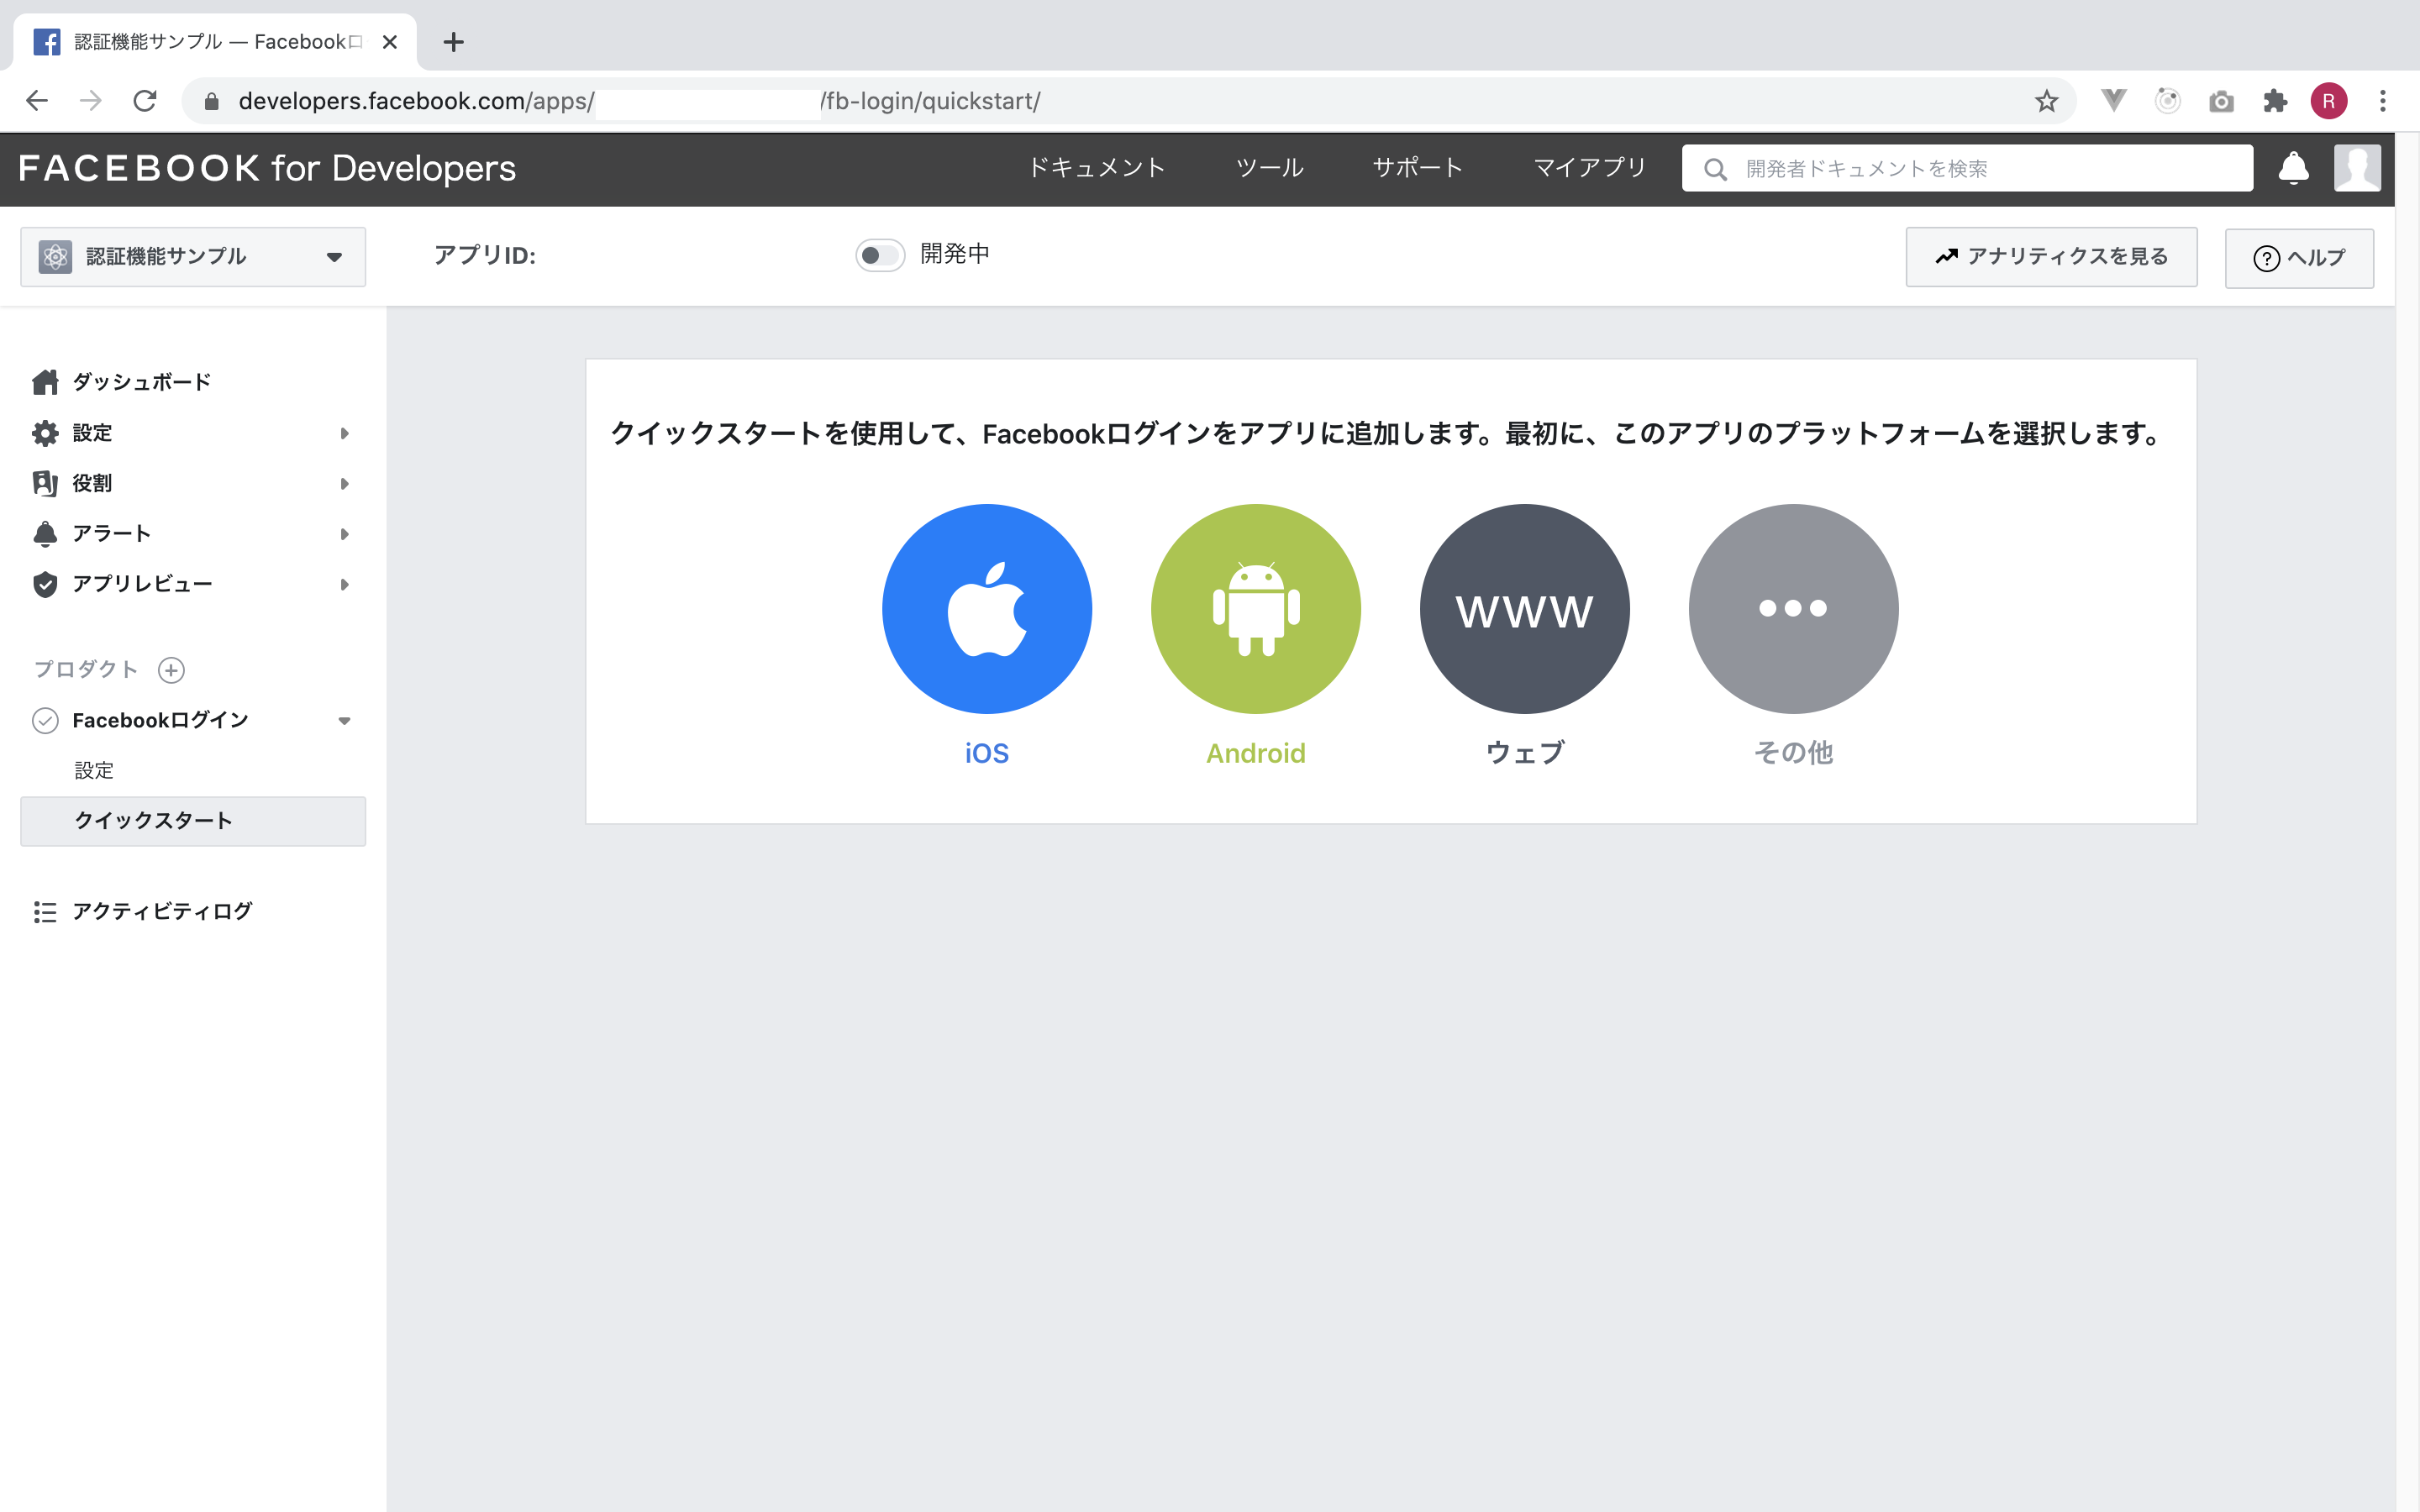 認証機能サンプル — Facebookロ
developers.facebook.com/apps/ /fb-login/quickstart/
R
FACEBOOK for Developers
ドキュメント
ツール
サポート
マイアプリ
開発者ドキュメントを検索
認証機能サンプル
アプリID:
開発中
アナリティクスを見る
ヘルプ
ダッシュボード
設定
役割
アラート
アプリレビュー
プロダクト
Facebookログイン
設定
クイックスタート
アクティビティログ
クイックスタートを使用して、Facebookログインをアプリに追加します。最初に、このアプリのプラットフォームを選択します。
WWW
iOS
Android
ウェブ
その他